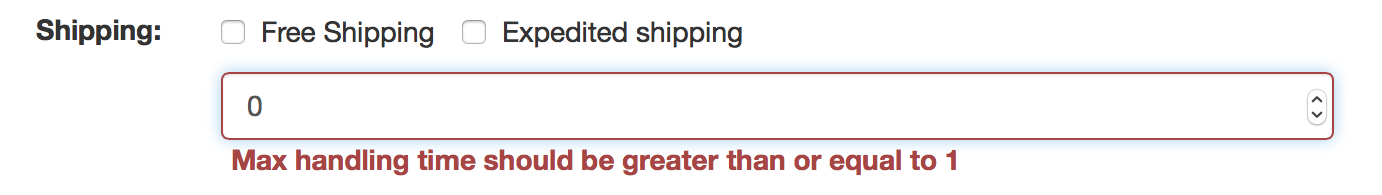 Shipping: Free Shipping Expedited shipping
0
Max handling time should be greater than or equal to 1